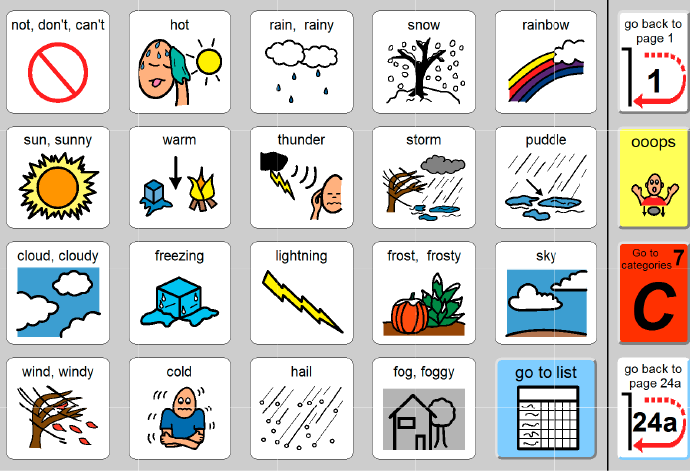 not, don't, can't
hot
rain, rainy
snow
rainbow
go back to
page 1
1
sun, sunny
warm
thunder
storm
puddle
ooops
cloud, cloudy
freezing
lightning
frost, frosty
sky
Go to
categories 7
C
wind, windy
cold
hail
fog, foggy
go to list
go back to
page 24a
24a